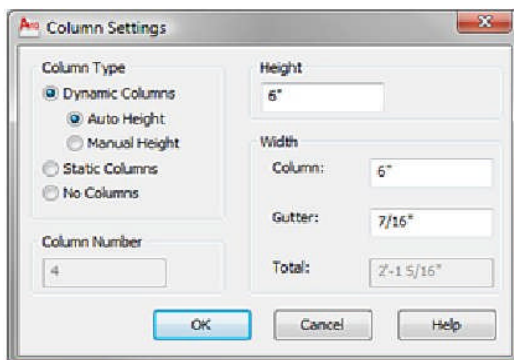 Column Settings
Column Type
Dynamic Columns
Auto Height
Manual Height
Static Columns
No Columns
Column Number
4
Height
6"
Width
Column: 6"
Gutter: 7/16"
Total: 2'-1 5/16"
OK Cancel Help